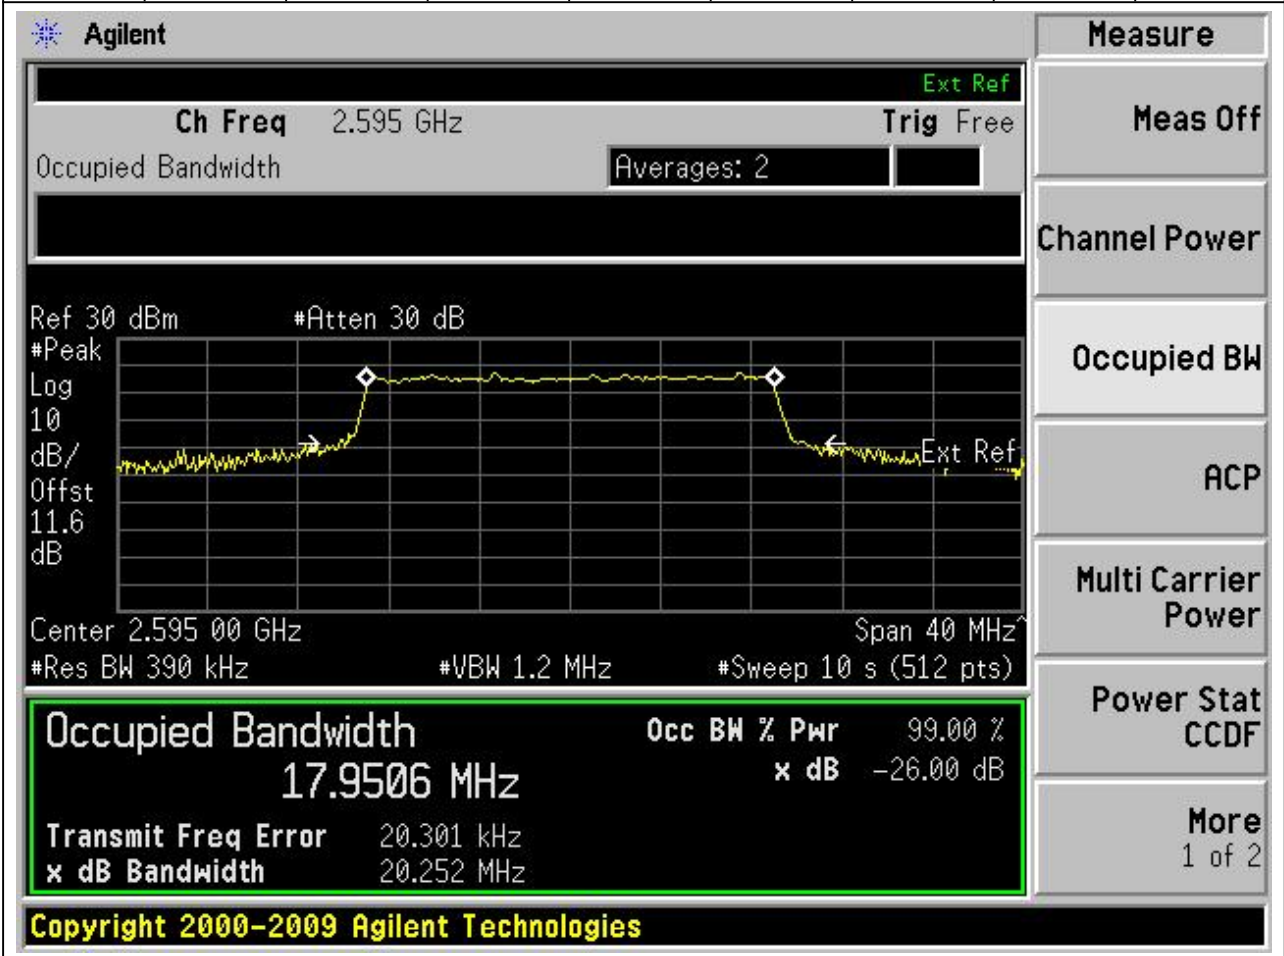 Agilent
Measure
Ext Ref
Ch Freq 2.595 GHz Trig Free
Meas Off
Occupied Bandwidth Averages: 2
Channel Power
Ref 30 dBm #Atten 30 dB
#Peak
Log
10
dB/
Offst
11.6
dB
Ext Ref
Occupied BW
ACP
Center 2.595 00 GHz Span 40 MHz^
#Res BW 390 kHz #VBW 1.2 MHz #Sweep 10 s (512 pts)
Multi Carrier
Power
Occupied Bandwidth Occ BW % Pwr 99.00 %
17.9506 MHz x dB -26.00 dB
Transmit Freq Error 20.301 kHz
x dB Bandwidth 20.252 MHz
Power Stat
CCDF
More
1 of 2
Copyright 2000-2009 Agilent Technologies